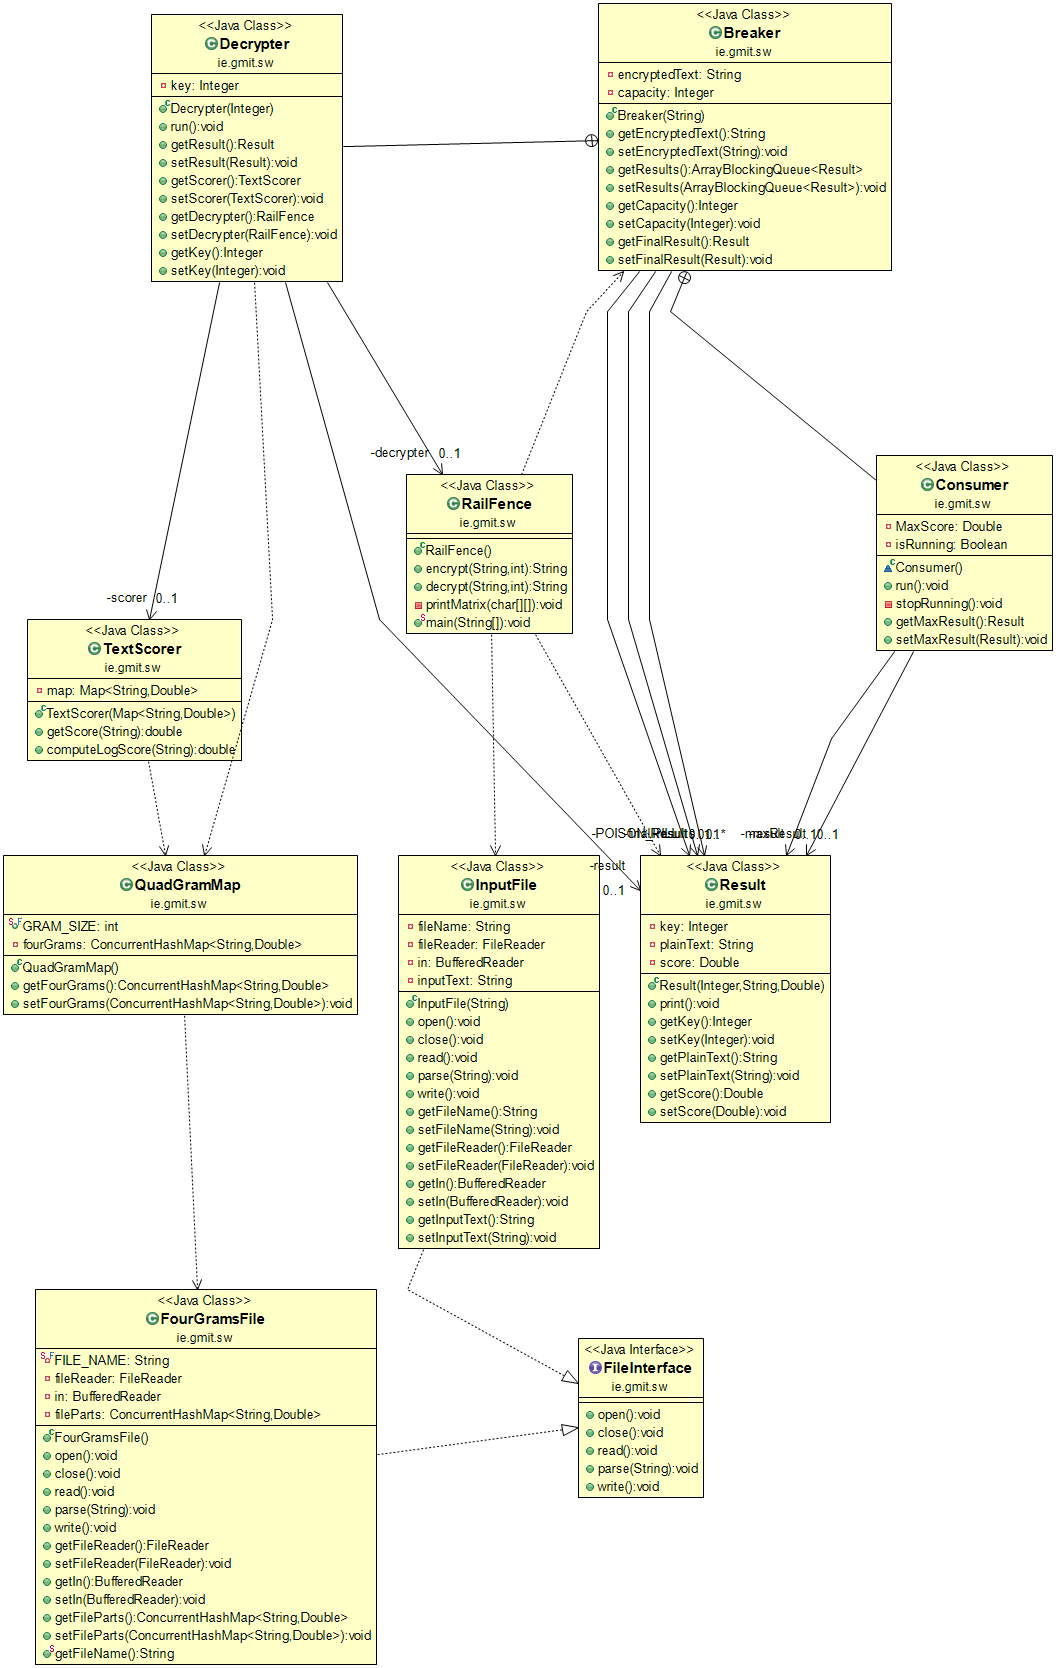 <<Java Class>>
Decrypter
ie.gmit.sw
key: Integer
Decrypter(Integer)
run():void
getResult():Result
setResult(Result):void
getScorer():TextScorer
setScorer(TextScorer):void
getDecrypter():RailFence
setDecrypter(RailFence):void
getKey():Integer
setKey(Integer):void
<<Java Class>>
Breaker
ie.gmit.sw
encryptedText: String
capacity: Integer
Breaker(String)
getEncryptedText():String
setEncryptedText(String):void
getResults():ArrayBlockingQueue<Result>
setResults(ArrayBlockingQueue<Result>):void
getCapacity():Integer
setCapacity(Integer):void
getFinalResult():Result
setFinalResult(Result):void
-decrypter 0..1
<<Java Class>>
RailFence
ie.gmit.sw
RailFence()
encrypt(String,int):String
decrypt(String,int):String
printMatrix(char[][]):void
main(String[]):void
<<Java Class>>
Consumer
ie.gmit.sw
MaxScore: Double
isRunning: Boolean
Consumer()
run():void
stopRunning():void
getMaxResult():Result
setMaxResult(Result):void
-scorer 0..1
<<Java Class>>
TextScorer
ie.gmit.sw
map: Map<String,Double>
TextScorer(Map<String,Double>)
getScore(String):double
computeLogScore(String):double
-result
0..1
<<Java Class>>
QuadGramMap
ie.gmit.sw
GRAM_SIZE: int
fourGrams: ConcurrentHashMap<String,Double>
QuadGramMap()
getFourGrams():ConcurrentHashMap<String,Double>
setFourGrams(ConcurrentHashMap<String,Double>):void
<<Java Class>>
InputFile
ie.gmit.sw
fileName: String
fileReader: FileReader
in: BufferedReader
inputText: String
InputFile(String)
open():void
close():void
read():void
parse(String):void
write():void
getFileName():String
setFileName(String):void
getFileReader():FileReader
setFileReader(FileReader):void
getIn():BufferedReader
setIn(BufferedReader):void
getInputText():String
setInputText(String):void
<<Java Class>>
Result
ie.gmit.sw
key: Integer
plainText: String
score: Double
Result(Integer,String,Double)
print():void
getKey():Integer
setKey(Integer):void
getPlainText():String
setPlainText(String):void
getScore():Double
setScore(Double):void
<<Java Class>>
FourGramsFile
ie.gmit.sw
FILE_NAME: String
fileReader: FileReader
in: BufferedReader
fileParts: ConcurrentHashMap<String,Double>
FourGramsFile()
open():void
close():void
read():void
parse(String):void
write():void
getFileReader():FileReader
setFileReader(FileReader):void
getIn():BufferedReader
setIn(BufferedReader):void
getFileParts():ConcurrentHashMap<String,Double>
setFileParts(ConcurrentHashMap<String,Double>):void
getFileName():String
<<Java Interface>>
FileInterface
ie.gmit.sw
open():void
close():void
read():void
parse(String):void
write():void